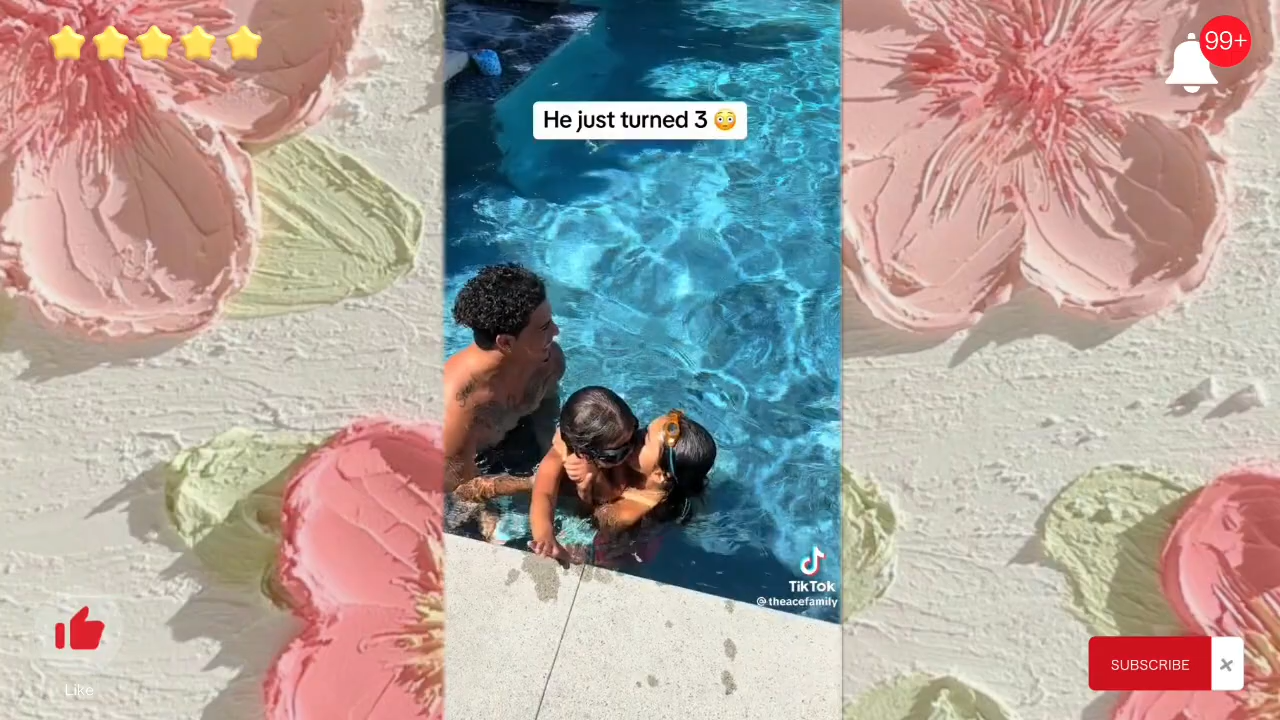 99+
He just turned 3 😳
TikTok
@theacefamily
Like
SUBSCRIBE